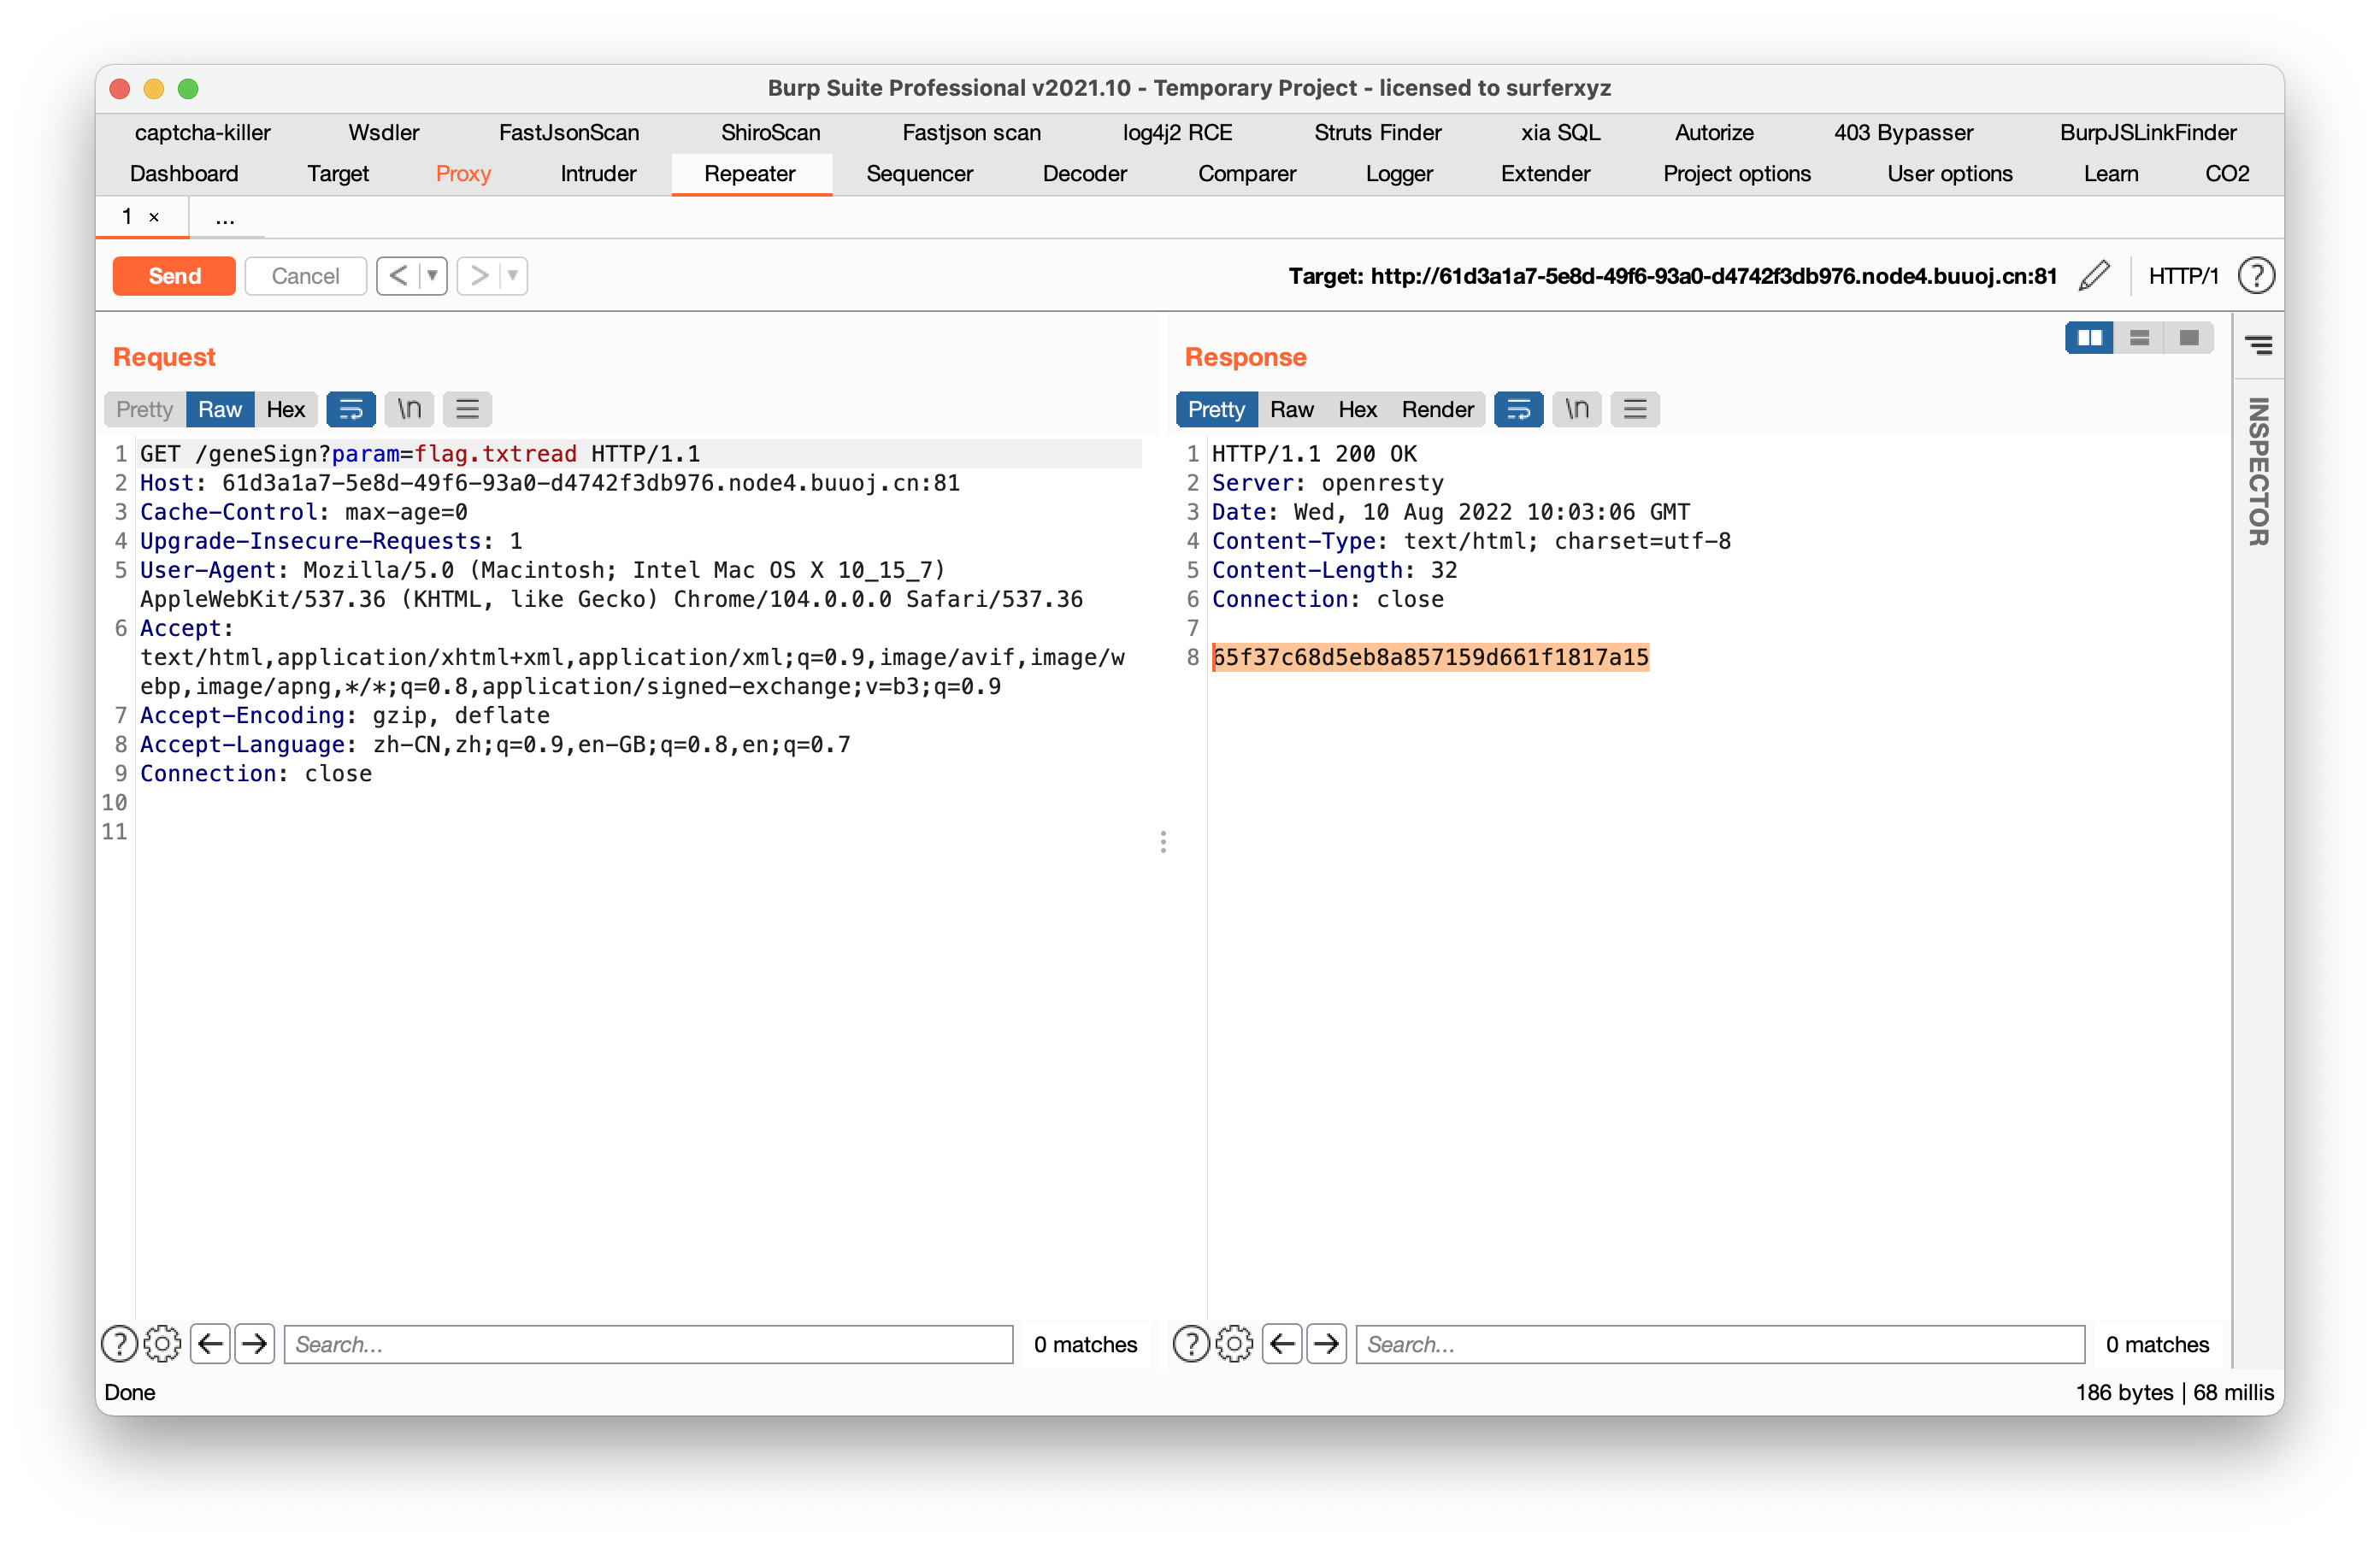 Burp Suite Professional v2021.10 - Temporary Project - licensed to surferxyz
captcha-killer Wsdler FastJsonScan ShiroScan Fastjson scan log4j2 RCE Struts Finder xia SQL Autorize 403 Bypasser BurpJSLinkFinder
Dashboard Target Proxy Intruder Repeater Sequencer Decoder Comparer Logger Extender Project options User options Learn CO2
1 × ...
Send Cancel < ▼ > ▼ Target: http://61d3a1a7-5e8d-49f6-93a0-d4742f3db976.node4.buuoj.cn:81 HTTP/1 ?
Request
Pretty Raw Hex \n
1 GET /geneSign?param=flag.txtread HTTP/1.1
2 Host: 61d3a1a7-5e8d-49f6-93a0-d4742f3db976.node4.buuoj.cn:81
3 Cache-Control: max-age=0
4 Upgrade-Insecure-Requests: 1
5 User-Agent: Mozilla/5.0 (Macintosh; Intel Mac OS X 10_15_7)
AppleWebKit/537.36 (KHTML, like Gecko) Chrome/104.0.0.0 Safari/537.36
6 Accept:
text/html,application/xhtml+xml,application/xml;q=0.9,image/avif,image/w
ebp,image/apng,*/*;q=0.8,application/signed-exchange;v=b3;q=0.9
7 Accept-Encoding: gzip, deflate
8 Accept-Language: zh-CN,zh;q=0.9,en-GB;q=0.8,en;q=0.7
9 Connection: close
10
11
? Search... 0 matches
Response
Pretty Raw Hex Render \n
1 HTTP/1.1 200 OK
2 Server: openresty
3 Date: Wed, 10 Aug 2022 10:03:06 GMT
4 Content-Type: text/html; charset=utf-8
5 Content-Length: 32
6 Connection: close
7
8 65f37c68d5eb8a857159d661f1817a15
? Search... 0 matches
INSPECTOR
Done 186 bytes | 68 millis